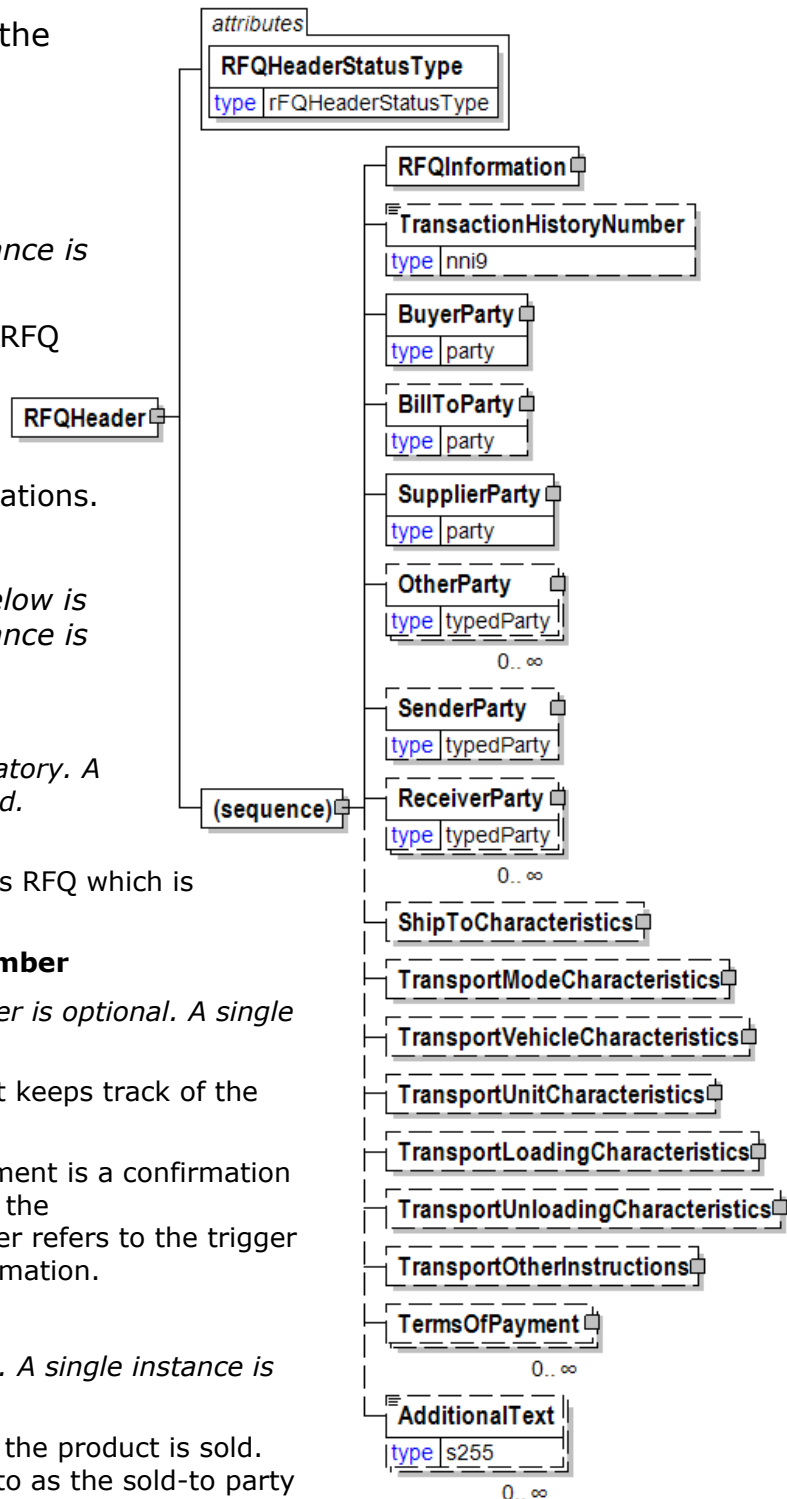 the
ance is
RFQ
ations.
elow is
ance is
atory. A
d.
s RFQ which is
mber
er is optional. A single
t keeps track of the
ment is a confirmation
the
er refers to the trigger
rmation.
. A single instance is
the product is sold.
to as the sold-to party
attributes
RFQHeaderStatusType
type rFQHeaderStatusType
RFQHeader
(sequence)
RFQInformation
TransactionHistoryNumber
type nni9
BuyerParty
type party
BillToParty
type party
SupplierParty
type party
OtherParty
type typedParty
0.. ∞
SenderParty
type typedParty
ReceiverParty
type typedParty
0.. ∞
ShipToCharacteristics
TransportModeCharacteristics
TransportVehicleCharacteristics
TransportUnitCharacteristics
TransportLoadingCharacteristics
TransportUnloadingCharacteristics
TransportOtherInstructions
TermsOfPayment
0.. ∞
AdditionalText
type s255
0.. ∞